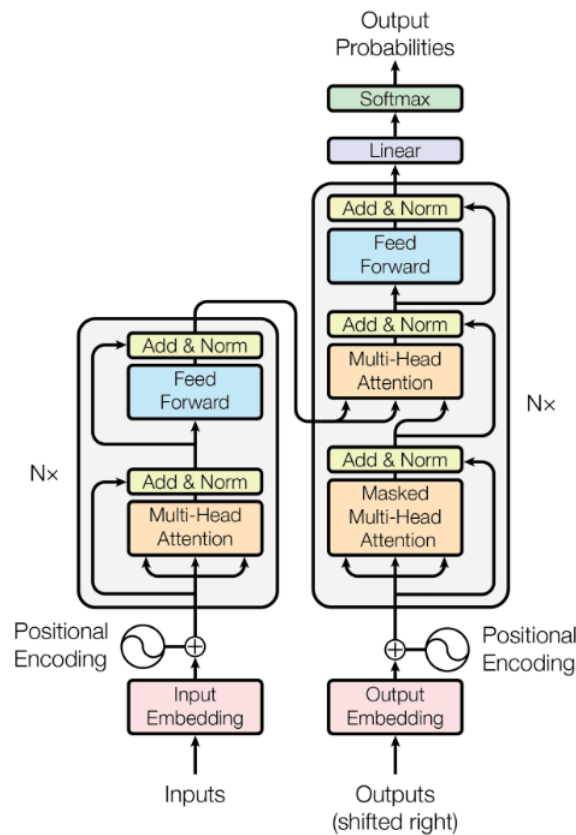 Output
Probabilities
Softmax
Linear
Add & Norm
Feed
Forward
Add & Norm
Multi-Head
Attention
Add & Norm
Masked
Multi-Head
Attention
Nx
Add & Norm
Feed
Forward
Add & Norm
Multi-Head
Attention
N×
Positional
Encoding
Positional
Encoding
Input
Embedding
Output
Embedding
Inputs
Outputs
(shifted right)